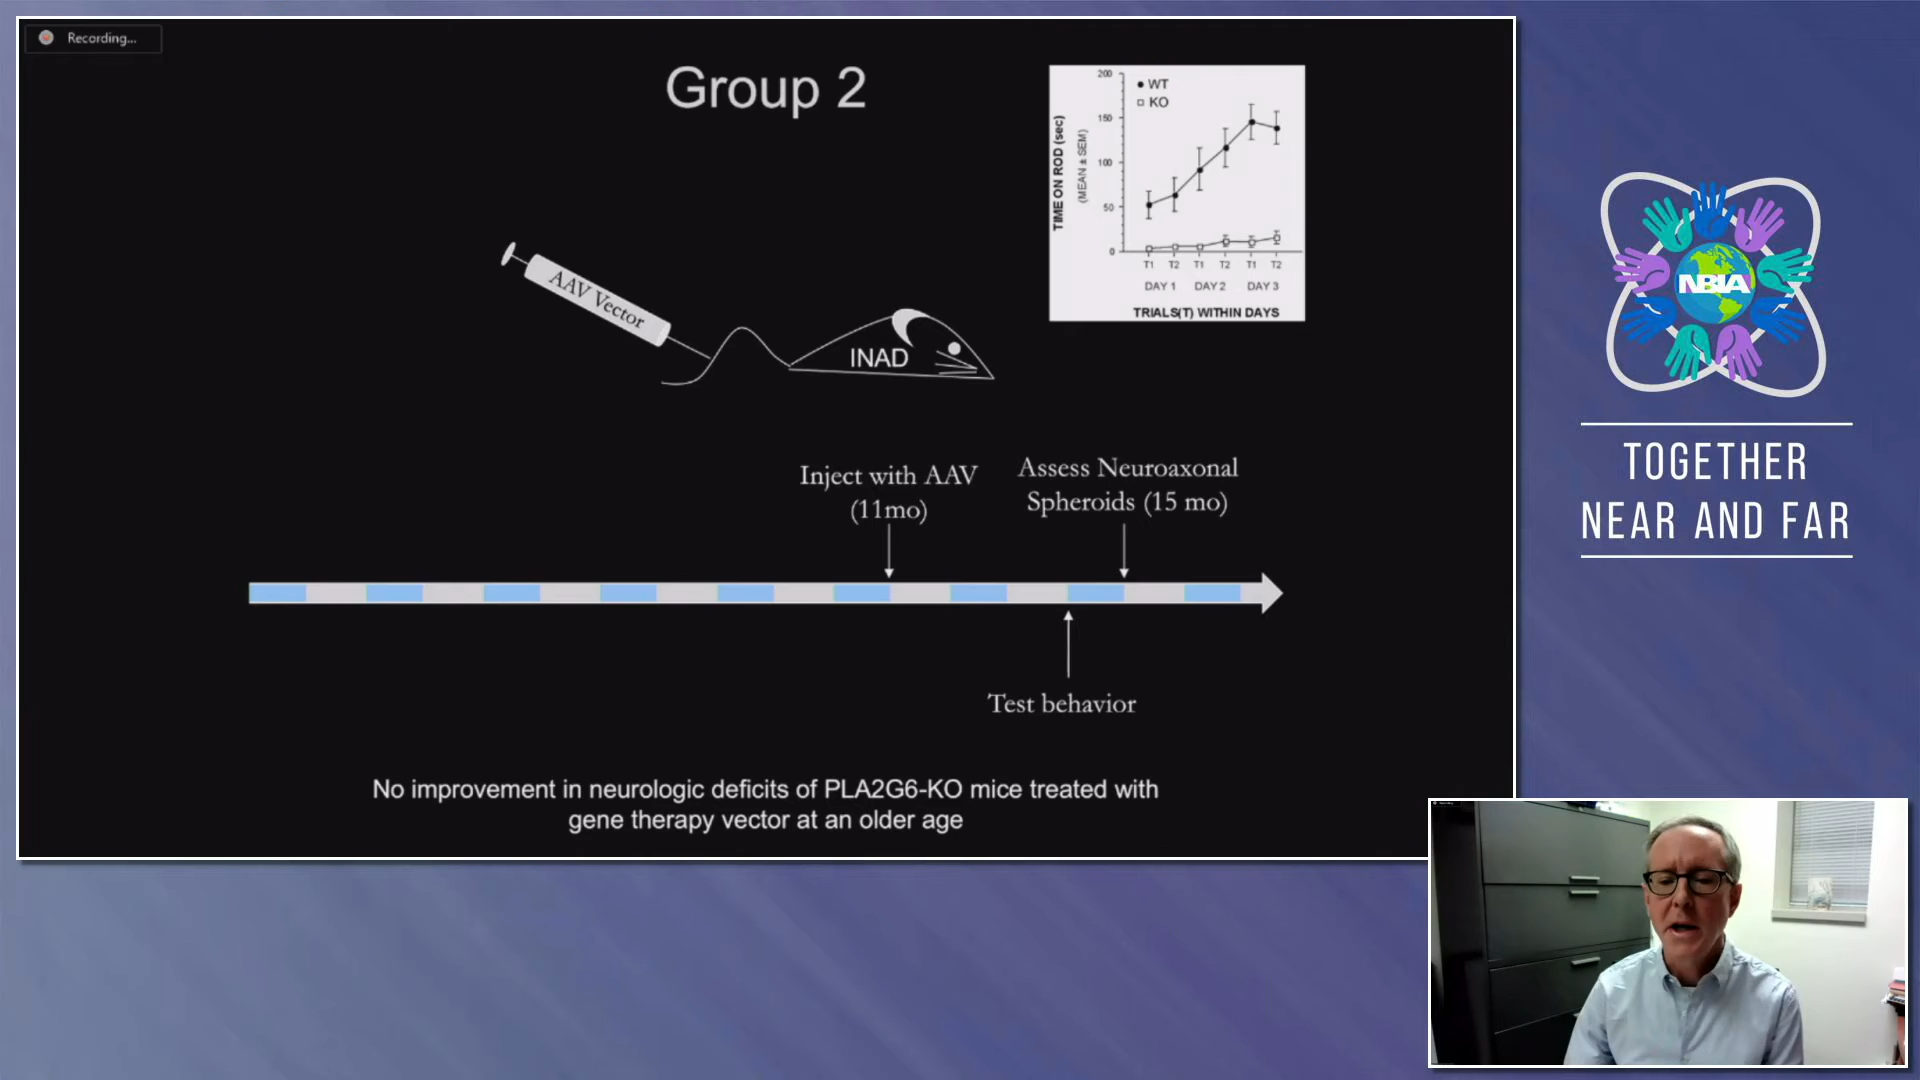 Recording...
Group 2
200
150
100
50
0
WT
KO
TIME ON ROD (sec)
(MEAN ± SEM)
T1 T2 T1 T2 T1 T2
DAY 1 DAY 2 DAY 3
TRIALS(T) WITHIN DAYS
AAV Vector
INAD
Inject with AAV
(11mo)
Assess Neuroaxonal
Spheroids (15 mo)
Test behavior
No improvement in neurologic deficits of PLA2G6-KO mice treated with
gene therapy vector at an older age
NBIA
TOGETHER
NEAR AND FAR